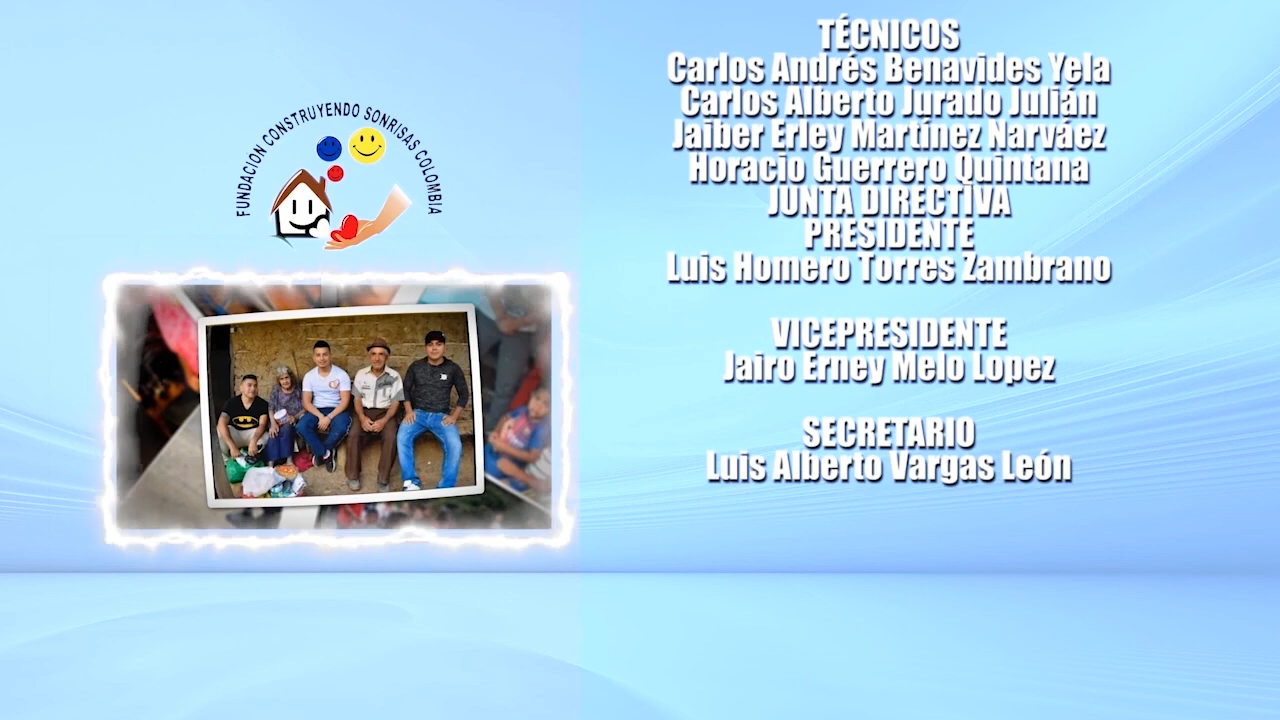 FUNDACION CONSTRUYENDO SONRISAS COLOMBIA
TÉCNICOS
Carlos Andrés Benavides Yela
Carlos Alberto Jurado Julián
Jaiber Erley Martínez Narváez
Horacio Guerrero Quintana
JUNTA DIRECTIVA
PRESIDENTE
Luis Homero Torres Zambrano
VICEPRESIDENTE
Jairo Erney Melo Lopez
SECRETARIO
Luis Alberto Vargas León